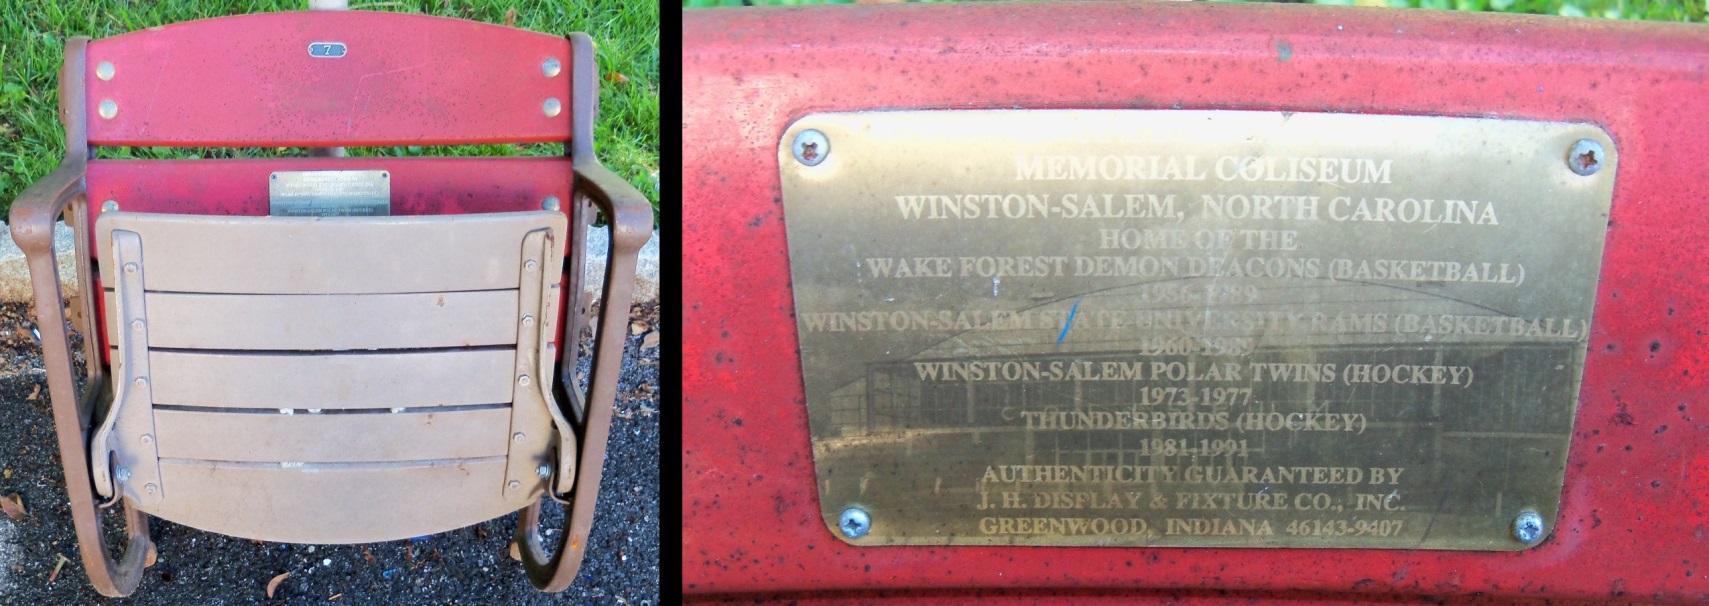 7
MEMORIAL COLISEUM
WINSTON-SALEM, NORTH CAROLINA
HOME OF THE
WAKE FOREST DEMON DEACONS (BASKETBALL)
1956-1989
WINSTON-SALEM STATE UNIVERSITY RAMS (BASKETBALL)
1960-1989
WINSTON-SALEM POLAR TWINS (HOCKEY)
1973-1977
THUNDERBIRDS (HOCKEY)
1981-1991
AUTHENTICITY GUARANTEED BY
J. H. DISPLAY & FIXTURE CO., INC.
GREENWOOD, INDIANA 46143-9407